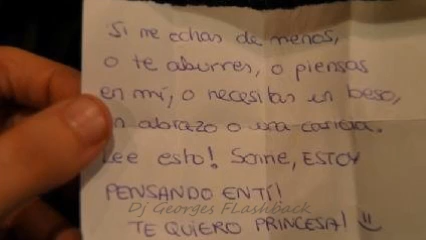 Si me echas de menos,
o te aburres, o piensas
en mí, o necesitas un beso,
un abrazo o una caricia.
Lee esto! Sonríe, ESTOY
PENSANDO EN TÍ!
Dj Georges Flashback
TE QUIERO PRINCESA!